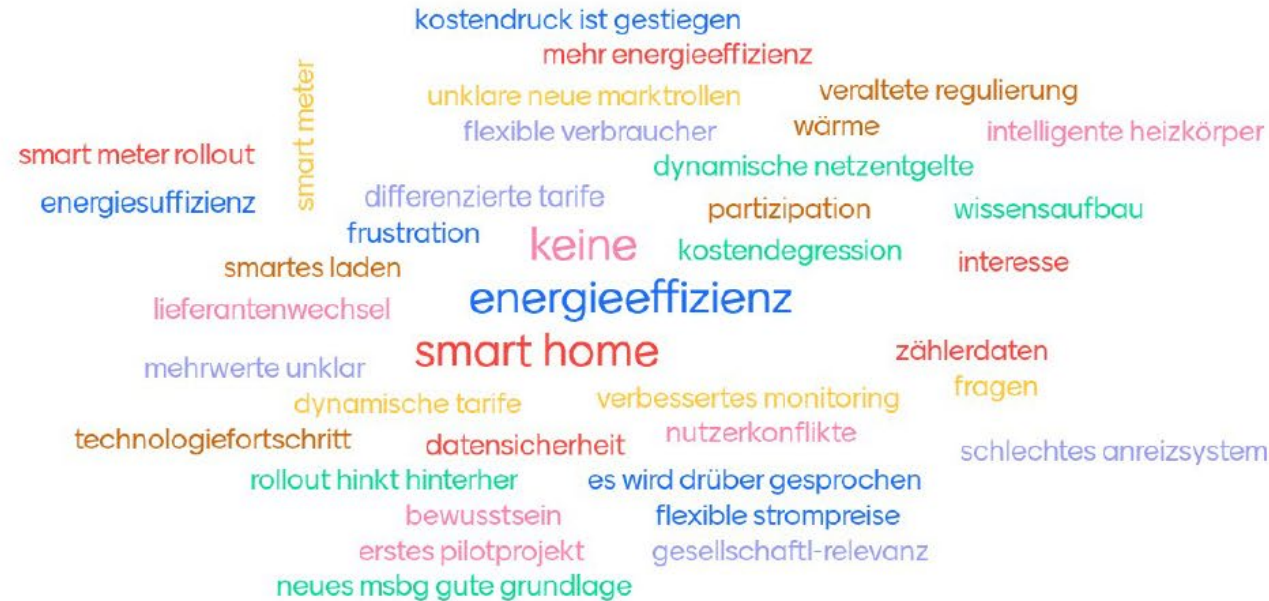 kostendruck ist gestiegen
mehr energieeffizienz
smart meter
unklare neue marktrollen
veraltete regulierung
flexible verbraucher
wärme
intelligente heizkörper
smart meter rollout
dynamische netzentgelte
energiesuffizienz
differenzierte tarife
partizipation
wissensaufbau
frustration
keine
kostendegression
interesse
smartes laden
energieeffizienz
lieferantenwechsel
smart home
zählerdaten
mehrwerte unklar
fragen
dynamische tarife
verbessertes monitoring
technologiefortschritt
datensicherheit
nutzerkonflikte
schlechtes anreizsystem
rollout hinkt hinterher
es wird drüber gesprochen
bewusstsein
flexible strompreise
erstes pilotprojekt
gesellschaftl-relevanz
neues msbg gute grundlage